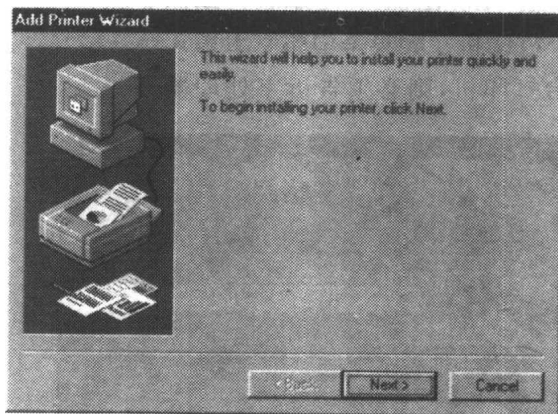 Add Printer Wizard
This wizard will help you to install your printer quickly and
easily.
To begin installing your printer, click Next.
< Back
Next >
Cancel